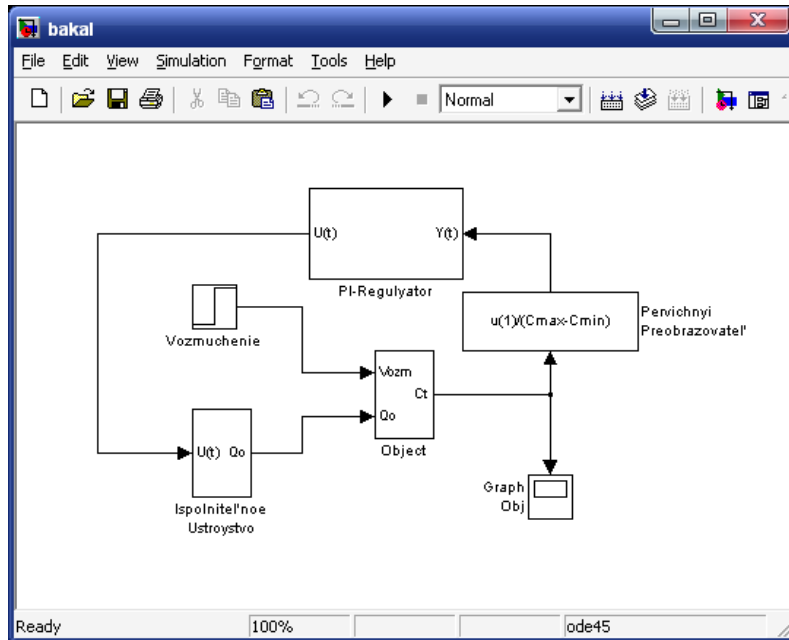 bakal
File Edit View Simulation Format Tools Help
Normal
U(t) Y(t)
PI-Regulyator
u(1)/(Cmax-Cmin)
Pervichnyi
Preobrazovatel'
Vozmuchenie
Vozm
Ct
Qo
Object
U(t) Qo
Ispolnitel'noe
Ustroystvo
Graph
Obj
Ready 100% ode45